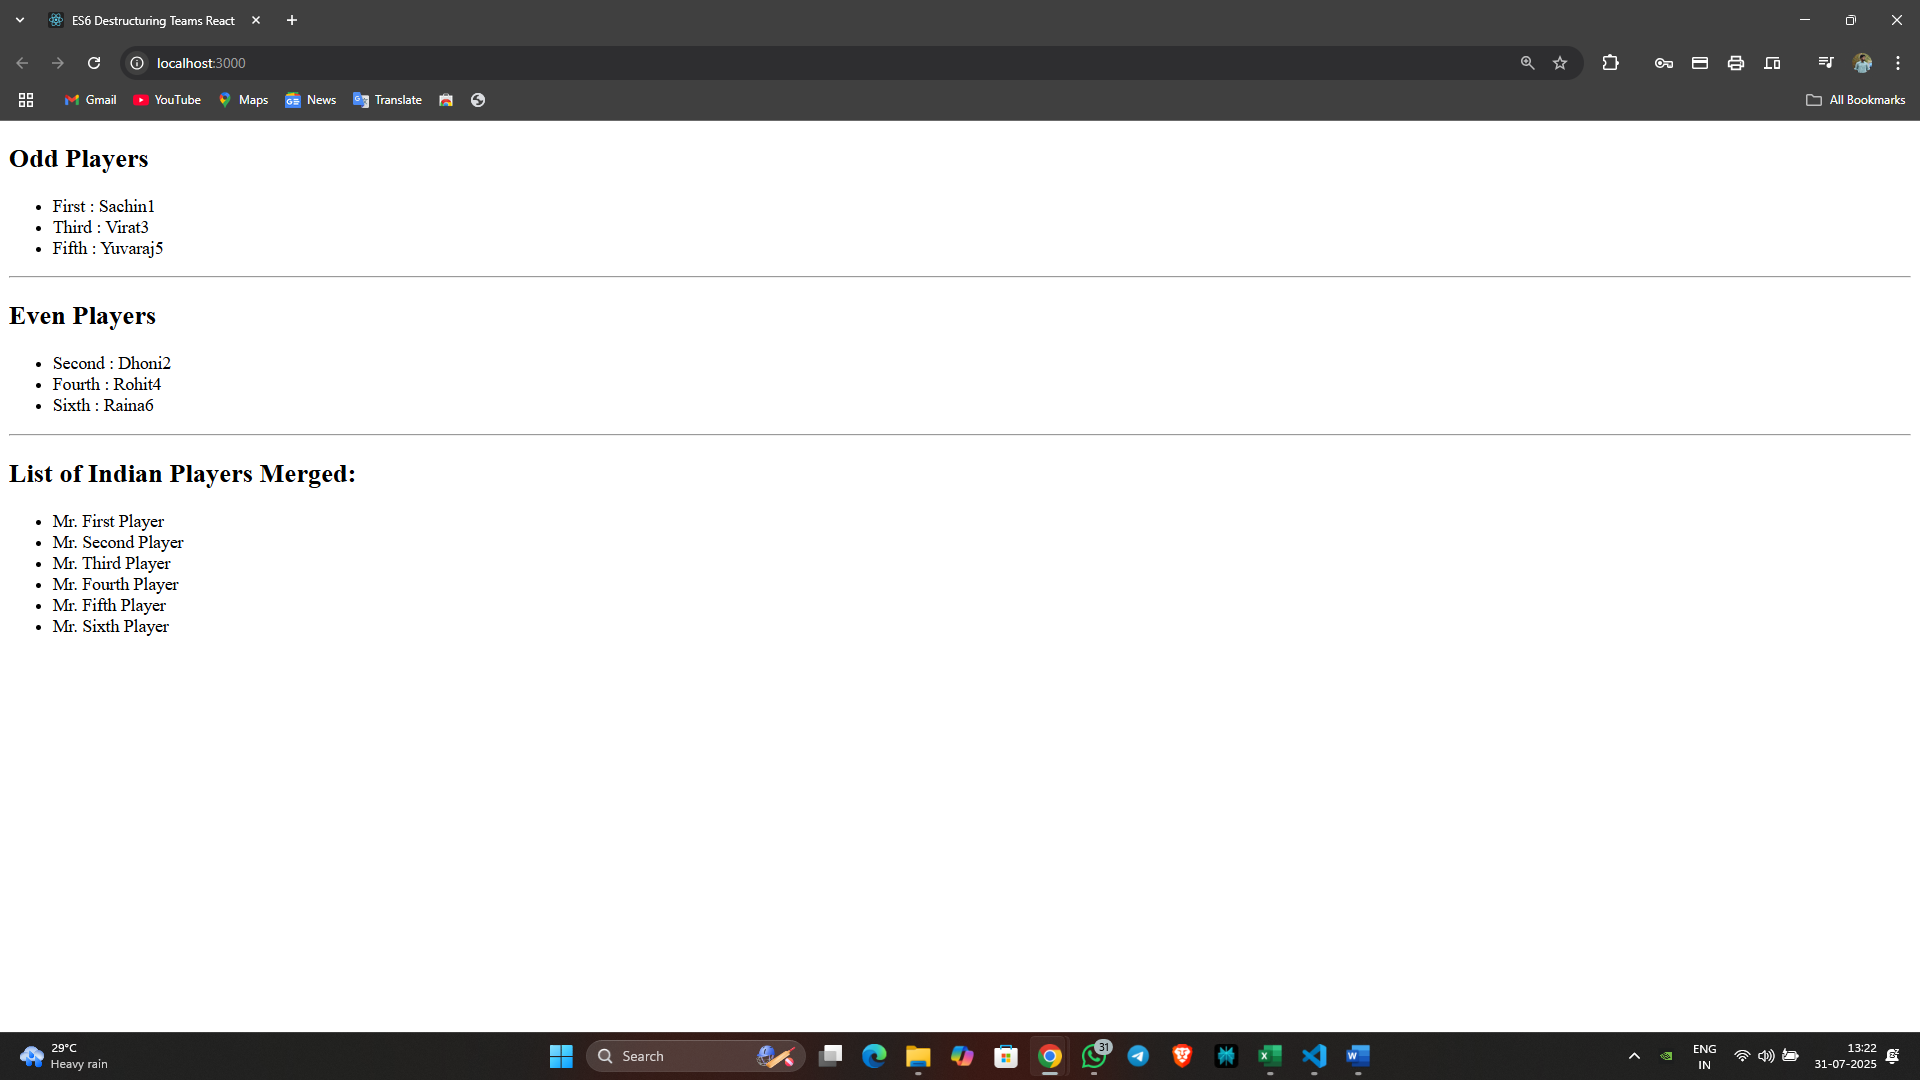 ES6 Destructuring Teams React
localhost:3000
Gmail
YouTube
Maps
News
Translate
All Bookmarks
Odd Players
First : Sachin1
Third : Virat3
Fifth : Yuvaraj5
Even Players
Second : Dhoni2
Fourth : Rohit4
Sixth : Raina6
List of Indian Players Merged:
Mr. First Player
Mr. Second Player
Mr. Third Player
Mr. Fourth Player
Mr. Fifth Player
Mr. Sixth Player
29°C
Heavy rain
Search
31
ENG
IN
13:22
31-07-2025